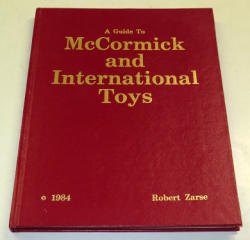 A Guide To
McCormick
and
International
Toys
© 1984 Robert Zarse